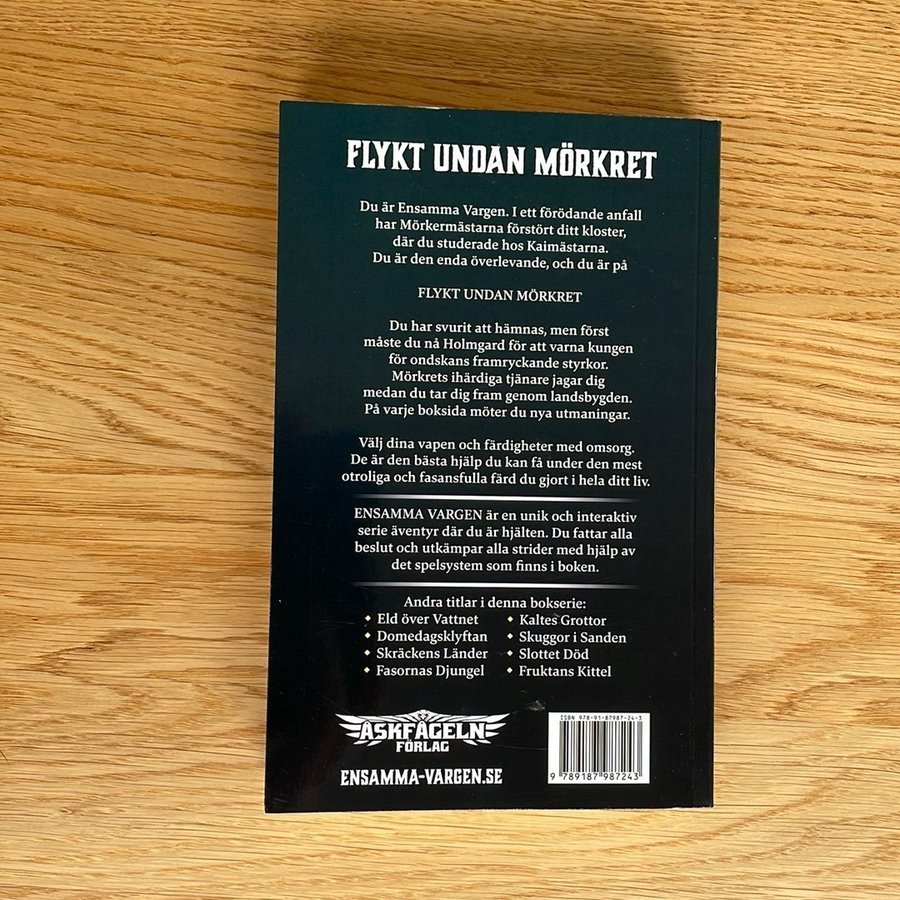 FLYKT UNDAN MÖRKRET
Du är Ensamma Vargen. I ett förödande anfall
har Mörkermästarna förstört ditt kloster,
där du studerade hos Kaimästarna.
Du är den enda överlevande, och du är på
FLYKT UNDAN MÖRKRET
Du har svurit att hämnas, men först
måste du nå Holmgard för att varna kungen
för ondskans framryckande styrkor.
Mörkrets ihärdiga tjänare jagar dig
medan du tar dig fram genom landsbygden.
På varje boksida möter du nya utmaningar.
Välj dina vapen och färdigheter med omsorg.
De är den bästa hjälp du kan få under den mest
otroliga och fasansfulla färd du gjort i hela ditt liv.
ENSAMMA VARGEN är en unik och interaktiv
serie äventyr där du är hjälten. Du fattar alla
beslut och utkämpar alla strider med hjälp av
det spelsystem som finns i boken.
Andra titlar i denna bokserie:
◆ Eld över Vattnet
◆ Domedagsklyftan
◆ Skräckens Länder
◆ Fasornas Djungel
◆ Kaltes Grottor
◆ Skuggor i Sanden
◆ Slottet Död
◆ Fruktans Kittel
ASKFÅGELN
FÖRLAG
ENSAMMA-VARGEN.SE
ISBN 978-91-87987-24-3
9 789187 987243